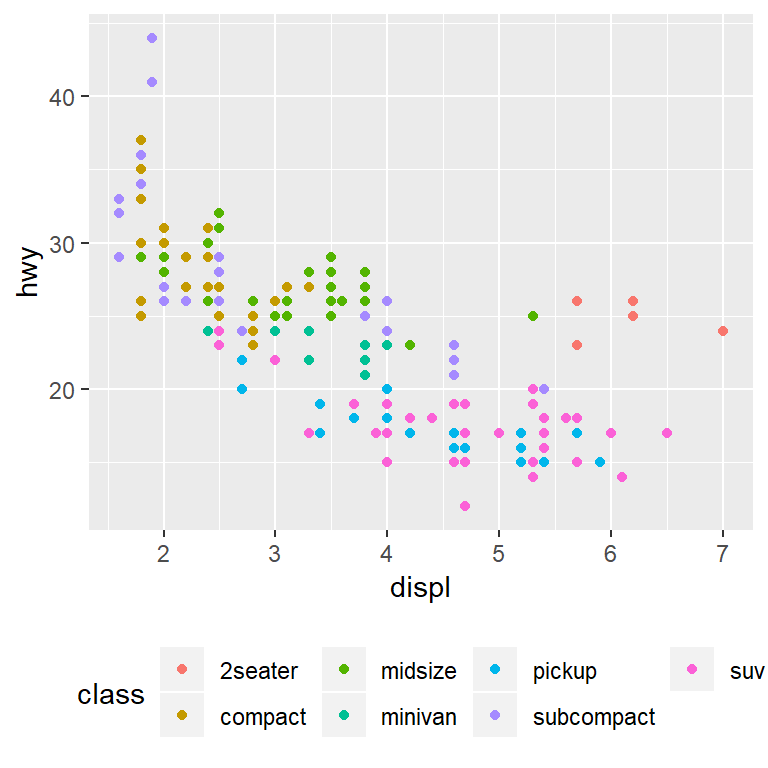 40
30
20
hwy
2 3 4 5 6 7
displ
class
2seater midsize pickup suv
compact minivan subcompact